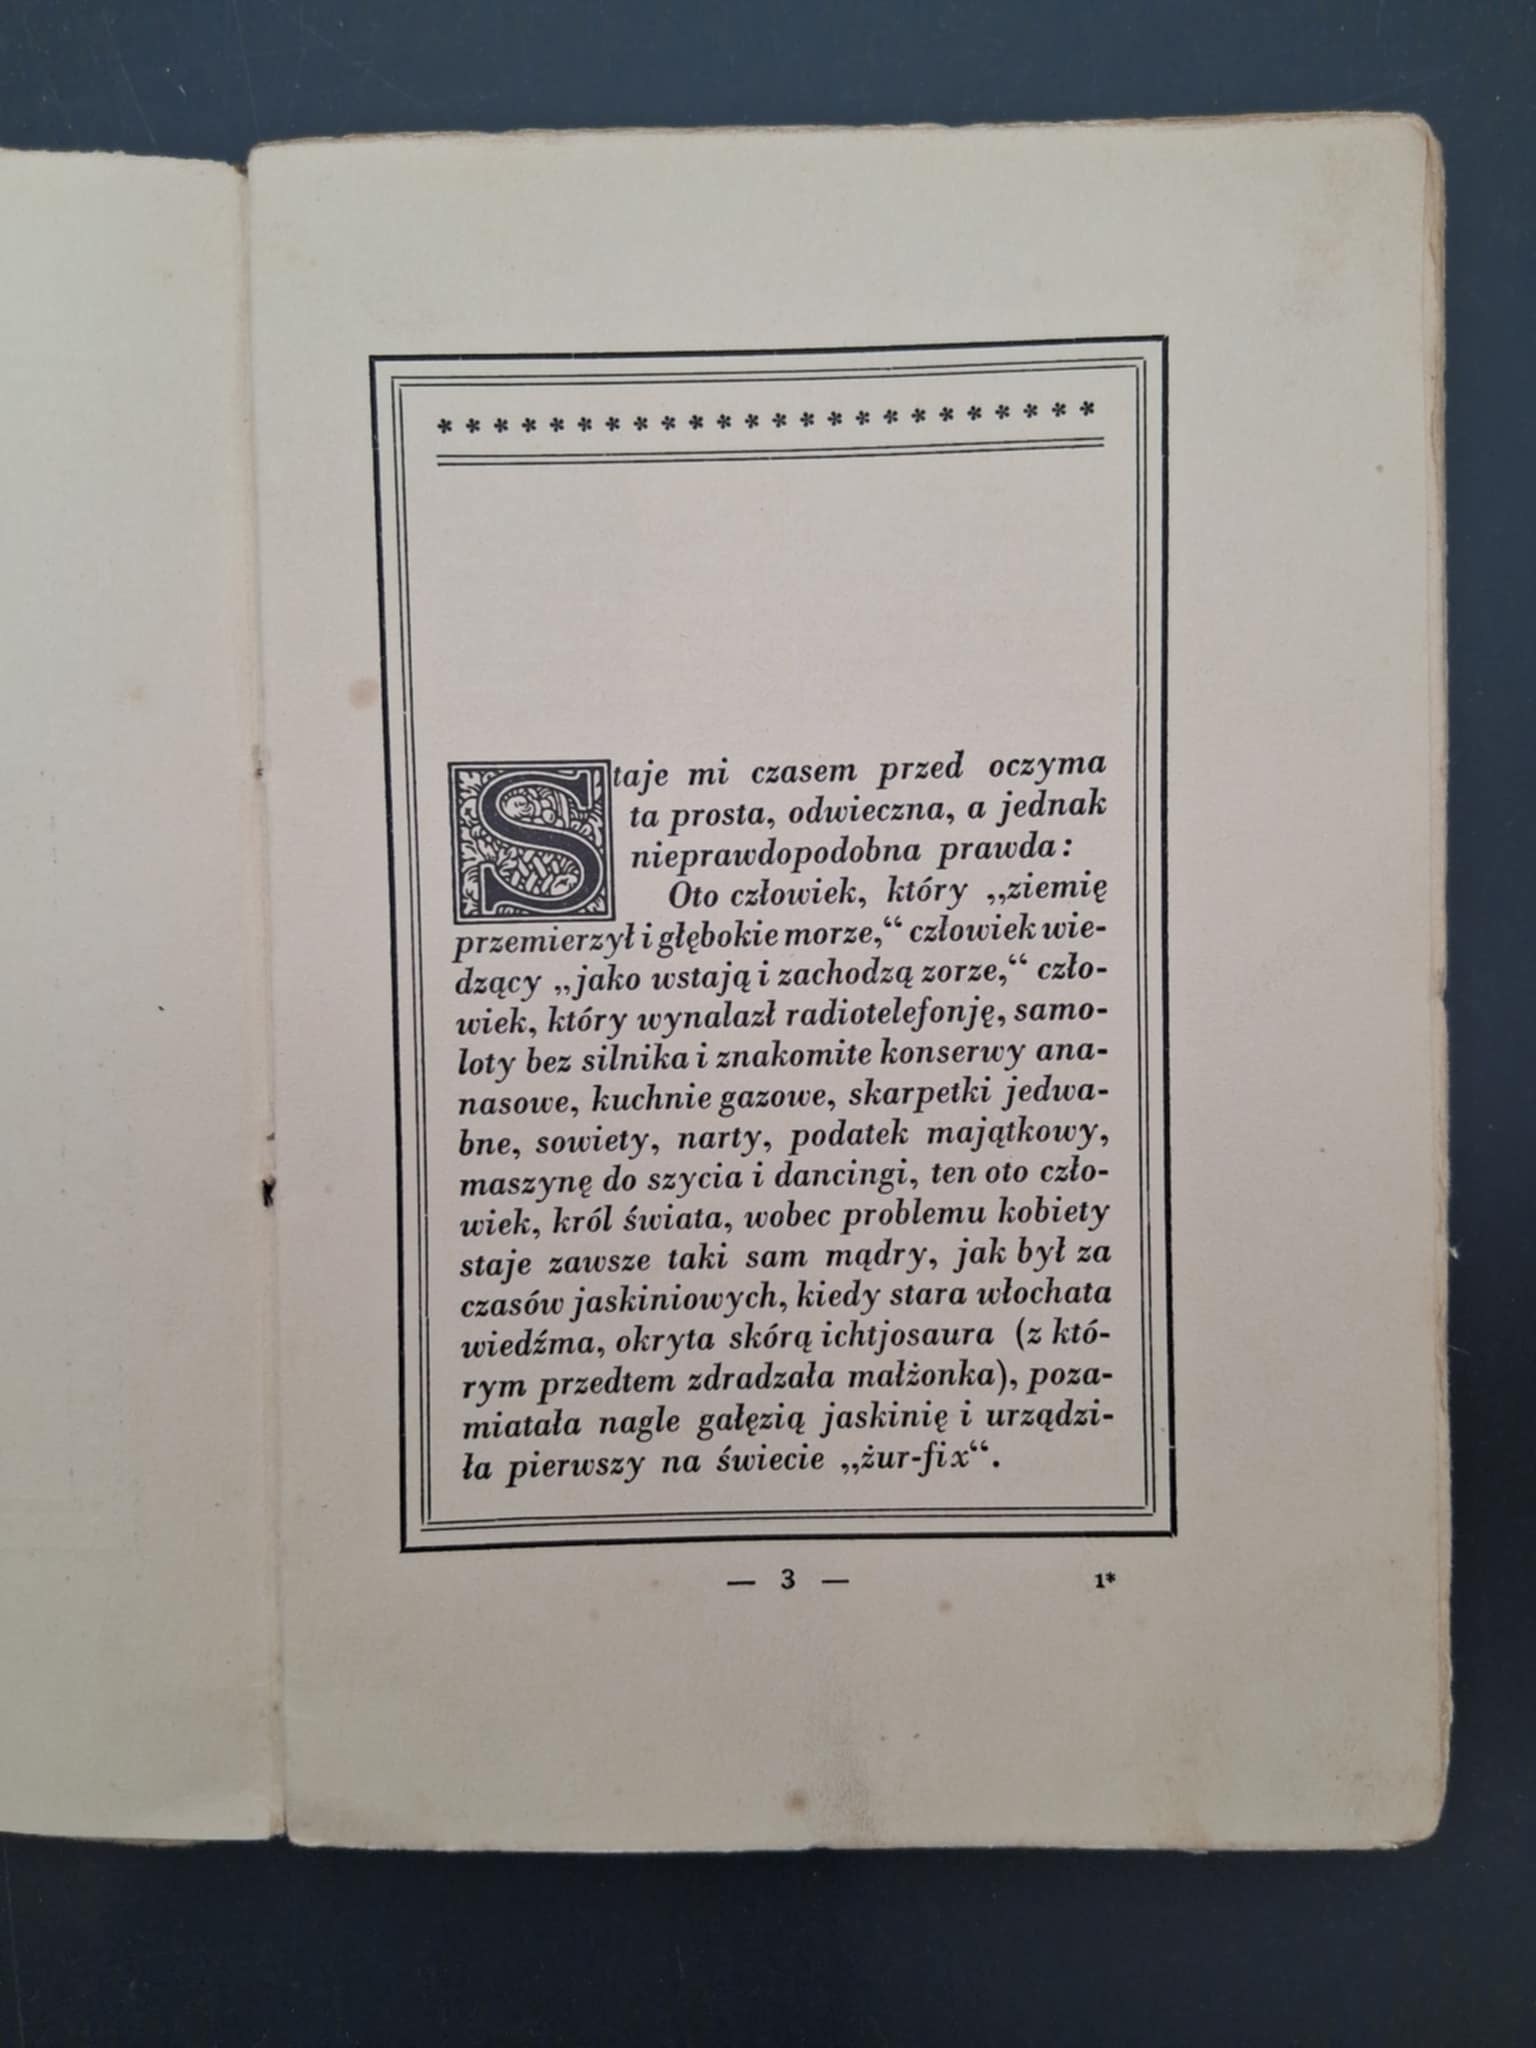 * * * * * * * * * * * * * * * * * * * * * * * *
Staje mi czasem przed oczyma
ta prosta, odwieczna, a jednak
nieprawdopodobna prawda:
Oto człowiek, który „ziemię
przemierzył i głębokie morze,“ człowiek wie-
dzący „jako wstają i zachodzą zorze,“ czło-
wiek, który wynalazł radiotelefonję, samo-
loty bez silnika i znakomite konserwy ana-
nasowe, kuchnie gazowe, skarpetki jedwa-
bne, sowiety, narty, podatek majątkowy,
maszynę do szycia i dancingi, ten oto czło-
wiek, król świata, wobec problemu kobiety
staje zawsze taki sam mądry, jak był za
czasów jaskiniowych, kiedy stara włochata
wiedźma, okryta skórą ichtjosaura (z któ-
rym przedtem zdradzała małżonka), poza-
miatała nagle gałęzią jaskinię i urządzi-
ła pierwszy na świecie „żur-fix“.
— 3 —
1*